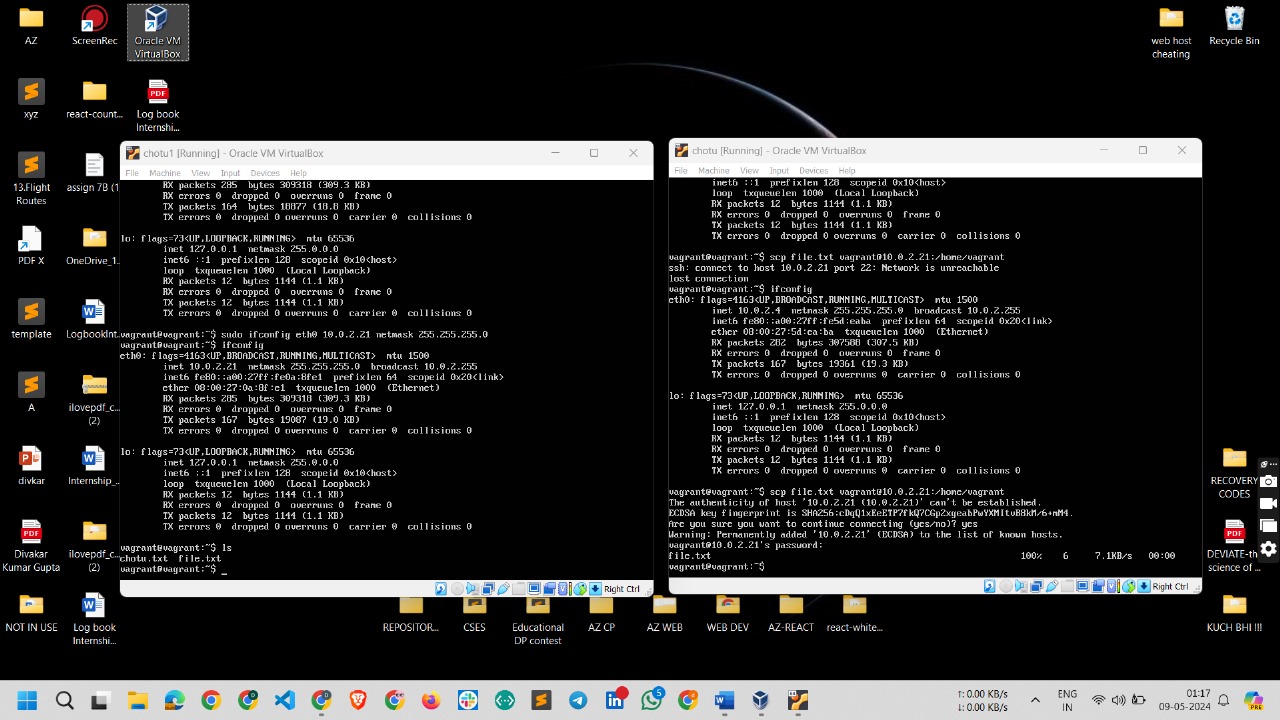 AZ
ScreenRec
Oracle VM
VirtualBox
web host
cheating
Recycle Bin
xyz
react-count...
Log book
Internshi...
13.Flight
Routes
assign 7B (1
PDF X
OneDrive_1
template
LogbookInt
A
ilovepdf_c...
(2)
divkar
Internship_
Divakar
Kumar Gupta
ilovepdf_c...
(2)
NOT IN USE
Log book
Internshi...
chotu1 [Running] - Oracle VM VirtualBox
File Machine View Input Devices Help
RX packets 285 bytes 309318 (309.3 KB)
RX errors 0 dropped 0 overruns 0 frame 0
TX packets 164 bytes 18877 (18.8 KB)
TX errors 0 dropped 0 overruns 0 carrier 0 collisions 0
lo: flags=73<UP,LOOPBACK,RUNNING> mtu 65536
inet 127.0.0.1 netmask 255.0.0.0
inet6 ::1 prefixlen 128 scopeid 0x10<host>
loop txqueuelen 1000 (Local Loopback)
RX packets 12 bytes 1144 (1.1 KB)
RX errors 0 dropped 0 overruns 0 frame 0
TX packets 12 bytes 1144 (1.1 KB)
TX errors 0 dropped 0 overruns 0 carrier 0 collisions 0
vagrant@vagrant:~$ sudo ifconfig eth0 10.0.2.21 netmask 255.255.255.0
vagrant@vagrant:~$ ifconfig
eth0: flags=4163<UP,BROADCAST,RUNNING,MULTICAST> mtu 1500
inet 10.0.2.21 netmask 255.255.255.0 broadcast 10.0.2.255
inet6 fe80::a00:27ff:fe0a:8fe1 prefixlen 64 scopeid 0x20<link>
ether 08:00:27:0a:8f:e1 txqueuelen 1000 (Ethernet)
RX packets 285 bytes 309318 (309.3 KB)
RX errors 0 dropped 0 overruns 0 frame 0
TX packets 167 bytes 19087 (19.0 KB)
TX errors 0 dropped 0 overruns 0 carrier 0 collisions 0
lo: flags=73<UP,LOOPBACK,RUNNING> mtu 65536
inet 127.0.0.1 netmask 255.0.0.0
inet6 ::1 prefixlen 128 scopeid 0x10<host>
loop txqueuelen 1000 (Local Loopback)
RX packets 12 bytes 1144 (1.1 KB)
RX errors 0 dropped 0 overruns 0 frame 0
TX packets 12 bytes 1144 (1.1 KB)
TX errors 0 dropped 0 overruns 0 carrier 0 collisions 0
vagrant@vagrant:~$ ls
chotu.txt file.txt
vagrant@vagrant:~$ _
Right Ctrl
chotu [Running] - Oracle VM VirtualBox
File Machine View Input Devices Help
inet6 ::1 prefixlen 128 scopeid 0x10<host>
loop txqueuelen 1000 (Local Loopback)
RX packets 12 bytes 1144 (1.1 KB)
RX errors 0 dropped 0 overruns 0 frame 0
TX packets 12 bytes 1144 (1.1 KB)
TX errors 0 dropped 0 overruns 0 carrier 0 collisions 0
vagrant@vagrant:~$ scp file.txt vagrant@10.0.2.21:/home/vagrant
ssh: connect to host 10.0.2.21 port 22: Network is unreachable
lost connection
vagrant@vagrant:~$ ifconfig
eth0: flags=4163<UP,BROADCAST,RUNNING,MULTICAST> mtu 1500
inet 10.0.2.4 netmask 255.255.255.0 broadcast 10.0.2.255
inet6 fe80::a00:27ff:fe5d:eaba prefixlen 64 scopeid 0x20<link>
ether 08:00:27:5d:ea:ba txqueuelen 1000 (Ethernet)
RX packets 282 bytes 307588 (307.5 KB)
RX errors 0 dropped 0 overruns 0 frame 0
TX packets 167 bytes 19361 (19.3 KB)
TX errors 0 dropped 0 overruns 0 carrier 0 collisions 0
lo: flags=73<UP,LOOPBACK,RUNNING> mtu 65536
inet 127.0.0.1 netmask 255.0.0.0
inet6 ::1 prefixlen 128 scopeid 0x10<host>
loop txqueuelen 1000 (Local Loopback)
RX packets 12 bytes 1144 (1.1 KB)
RX errors 0 dropped 0 overruns 0 frame 0
TX packets 12 bytes 1144 (1.1 KB)
TX errors 0 dropped 0 overruns 0 carrier 0 collisions 0
vagrant@vagrant:~$ scp file.txt vagrant@10.0.2.21:/home/vagrant
The authenticity of host '10.0.2.21 (10.0.2.21)' can't be established.
ECDSA key fingerprint is
Are you sure you want to continue connecting (yes/no)? yes
Warning: Permanently added '10.0.2.21' (ECDSA) to the list of known hosts.
vagrant@10.0.2.21's password:
file.txt 100% 6 7.1KB/s 00:00
vagrant@vagrant:~$
Right Ctrl
RECOVERY
CODES
DEVIATE-th
science of ...
KUCH BHI !!!
REPOSITOR...
CSES
Educational
DP contest
AZ CP
AZ WEB
WEB DEV
AZ-REACT
react-white...
5
↑: 0.00 KB/s
↓: 0.00 KB/s
ENG
IN
01:17
09-05-2024
PRE